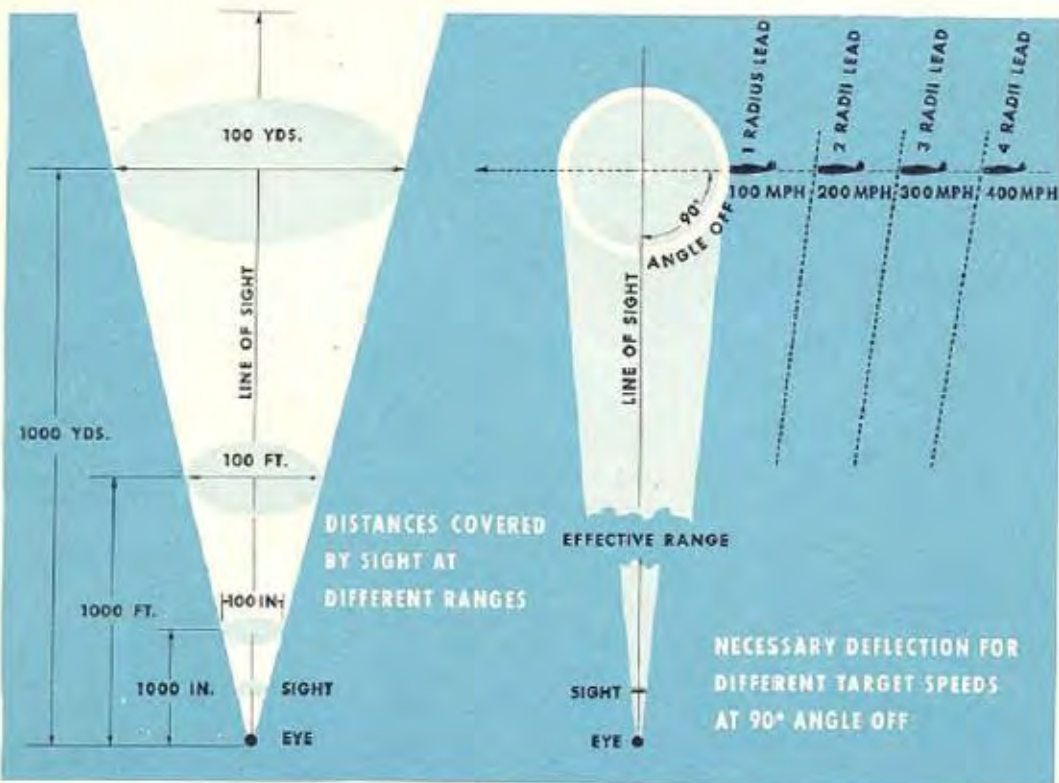 100 YDS.
LINE OF SIGHT
1000 YDS.
100 FT.
DISTANCES COVERED
BY SIGHT AT
DIFFERENT RANGES
100 IN.
1000 FT.
1000 IN.
SIGHT
EYE
1 RADIUS LEAD
2 RADII LEAD
3 RADII LEAD
4 RADII LEAD
100 MPH
200 MPH
300 MPH
400 MPH
90°
ANGLE OFF
LINE OF SIGHT
EFFECTIVE RANGE
SIGHT
EYE
NECESSARY DEFLECTION FOR
DIFFERENT TARGET SPEEDS
AT 90° ANGLE OFF